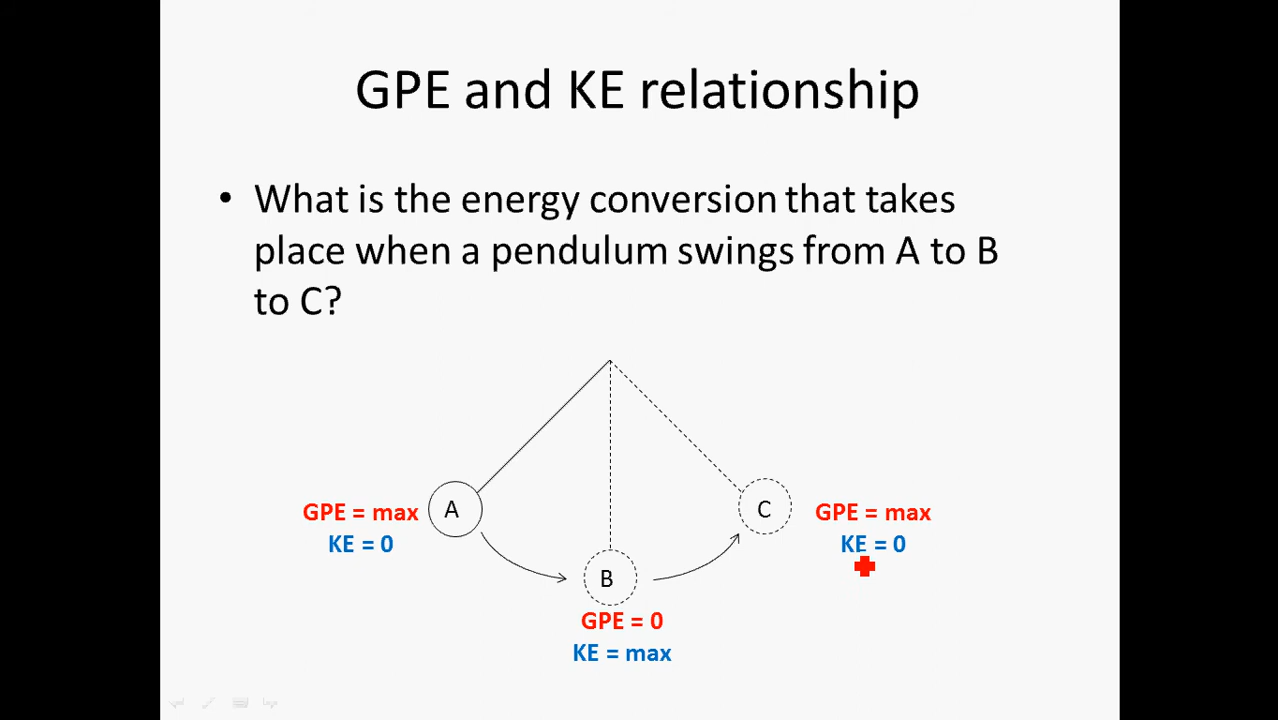 GPE and KE relationship
• What is the energy conversion that tak
place when a pendulum swings from A to B
to C?
A
GPE = max
KE = 0
B
GPE = 0
KE = max
C
GPE = max
KE = 0